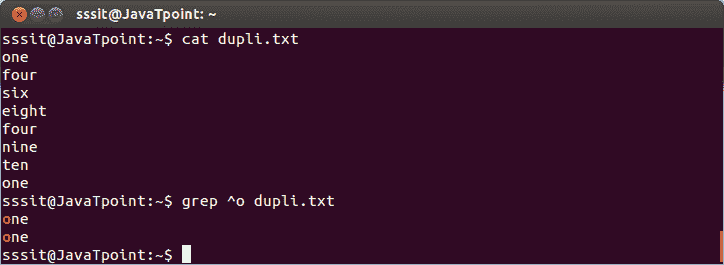 sssit@JavaTpoint: ~
sssit@JavaTpoint:~$ cat dupli.txt
one
four
six
eight
four
nine
ten
one
sssit@JavaTpoint:~$ grep ^o dupli.txt
one
one
sssit@JavaTpoint:~$